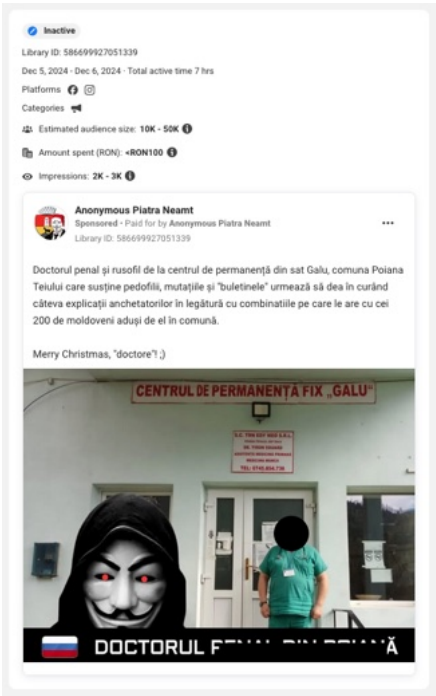 Inactive
Library ID: 586699927051339
Dec 5, 2024 - Dec 6, 2024 · Total active time 7 hrs
Platforms
Categories
Estimated audience size: 10K - 50K
Amount spent (RON): <RON100
Impressions: 2K - 3K
Anonymous Piatra Neamt
Sponsored • Paid for by Anonymous Piatra Neamt
Library ID: 586699927051339
Doctorul penal și rusofil de la centrul de permanență din sat Galu, comuna Poiana
Teiului care susține pedofilii, mutațiile și "buletinele" urmează să dea în curând
câteva explicații anchetatorilor în legătură cu combinatiile pe care le are cu cei
200 de moldoveni aduși de el în comună.
Merry Christmas, "doctore"! ;)
CENTRUL DE PERMANENȚĂ FIX „GALU"
MEDICINA
TEL:
DOCTORUL